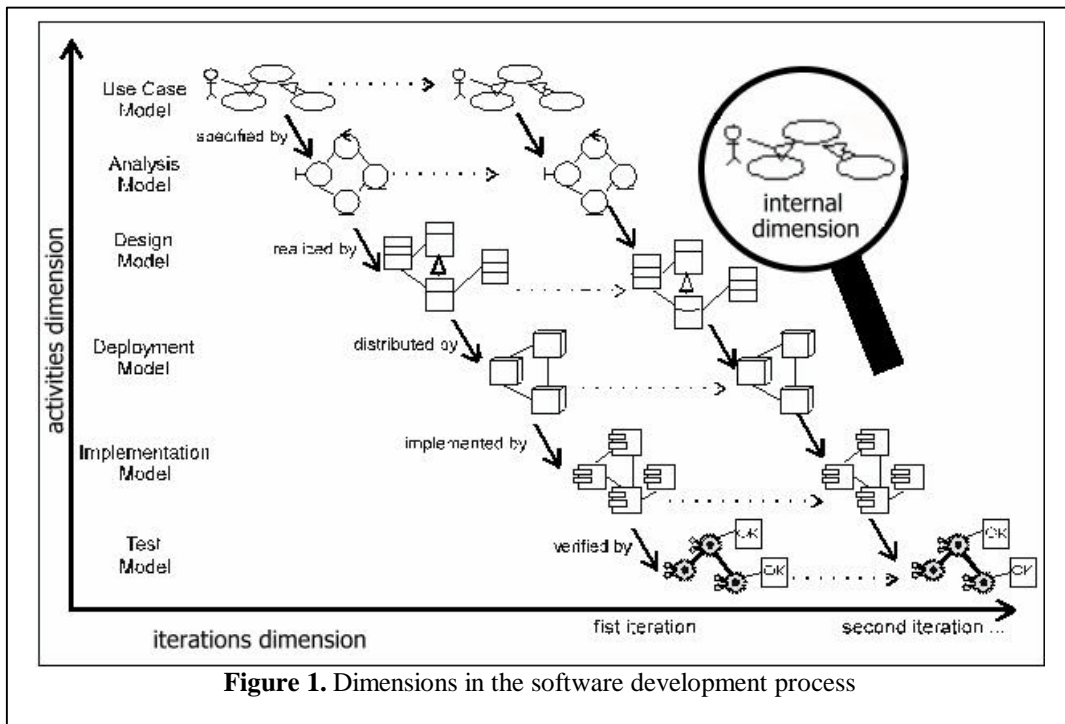 Use Case
Model
specified by
Analysis
Model
internal
dimension
Design
Model
realized by
activities dimension
Deployment
Model
distributed by
implemented by
Implementation
Model
Test
Model
verified by
OK
OK
OK
OK
iterations dimension
fist iteration
second iteration ...
Figure 1. Dimensions in the software development process